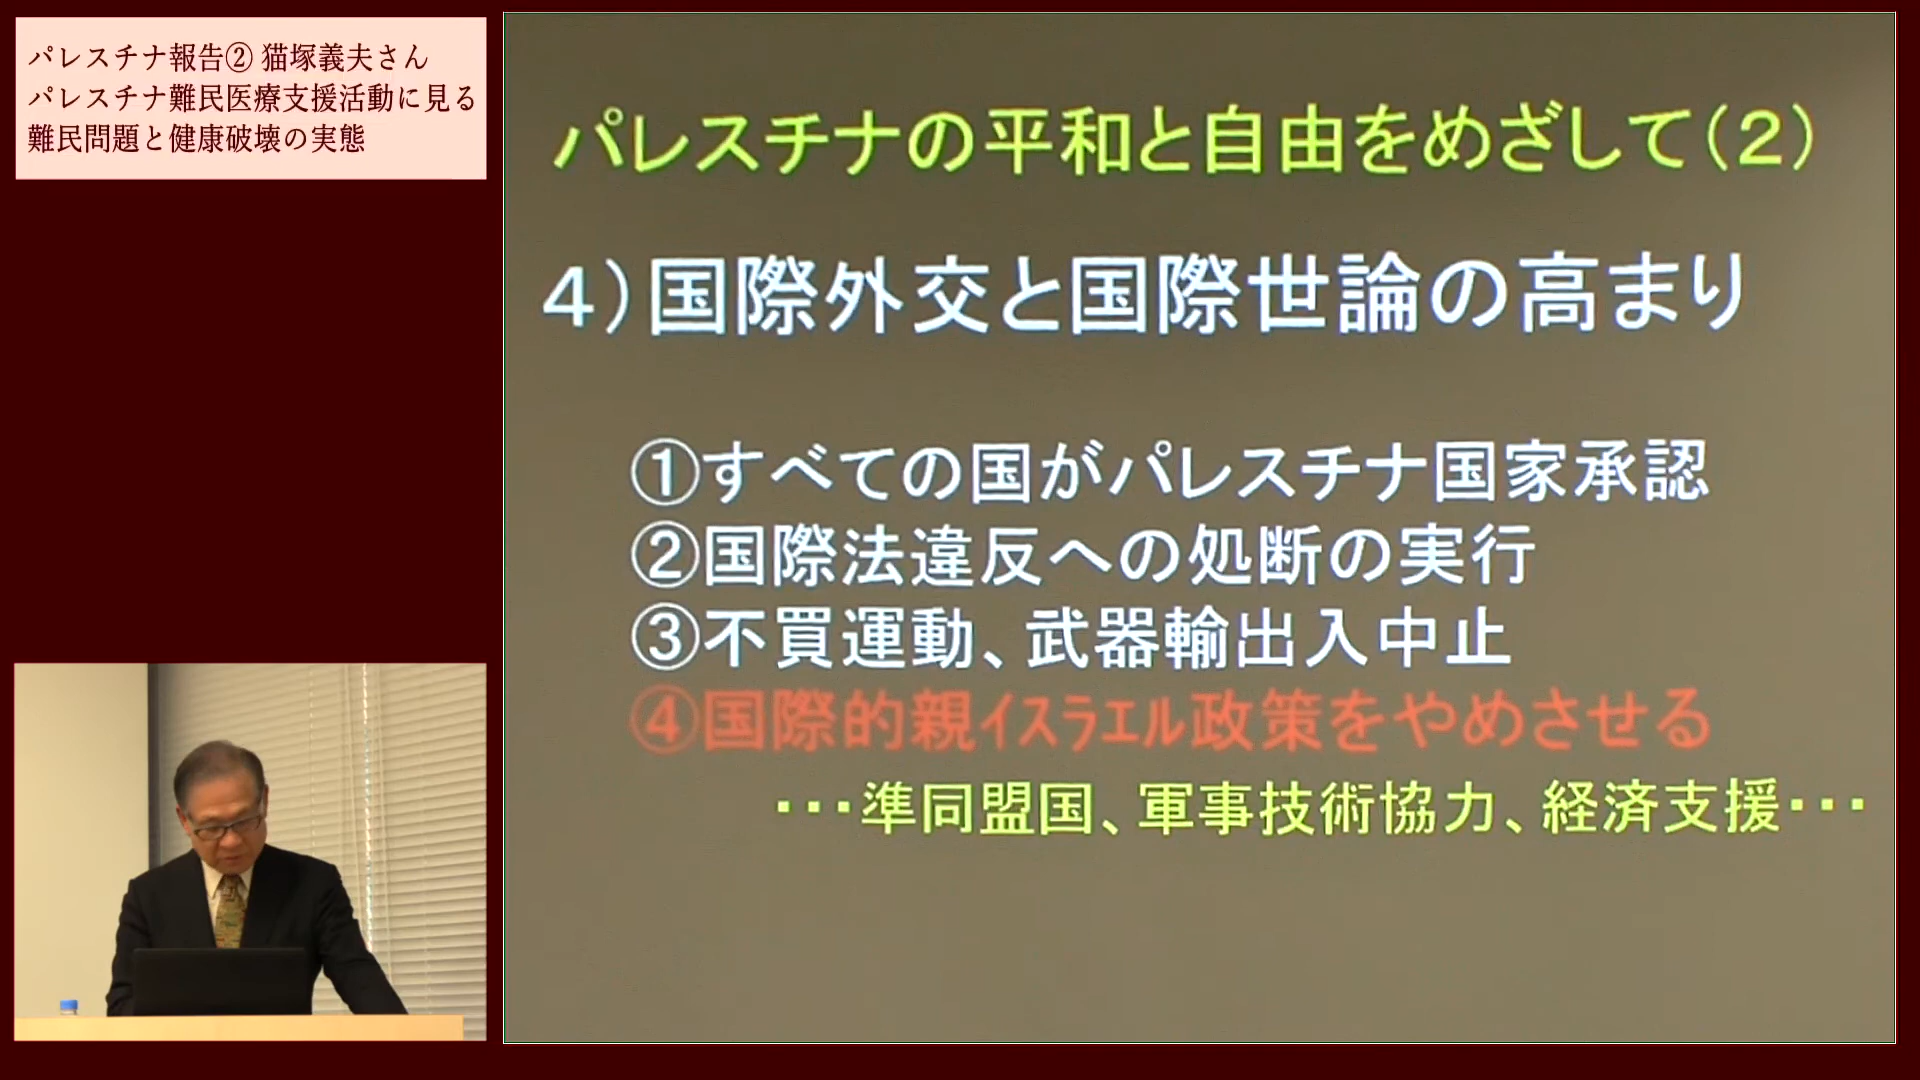 パレスチナ報告② 猫塚義夫さん
パレスチナ難民医療支援活動に見る
難民問題と健康破壊の実態
パレスチナの平和と自由をめざして(2)
4)国際外交と国際世論の高まり
①すべての国がパレスチナ国家承認
②国際法違反への処断の実行
③不買運動、武器輸出入中止
④国際的親ｲｽﾗｴﾙ政策をやめさせる
・・・準同盟国、軍事技術協力、経済支援・・・